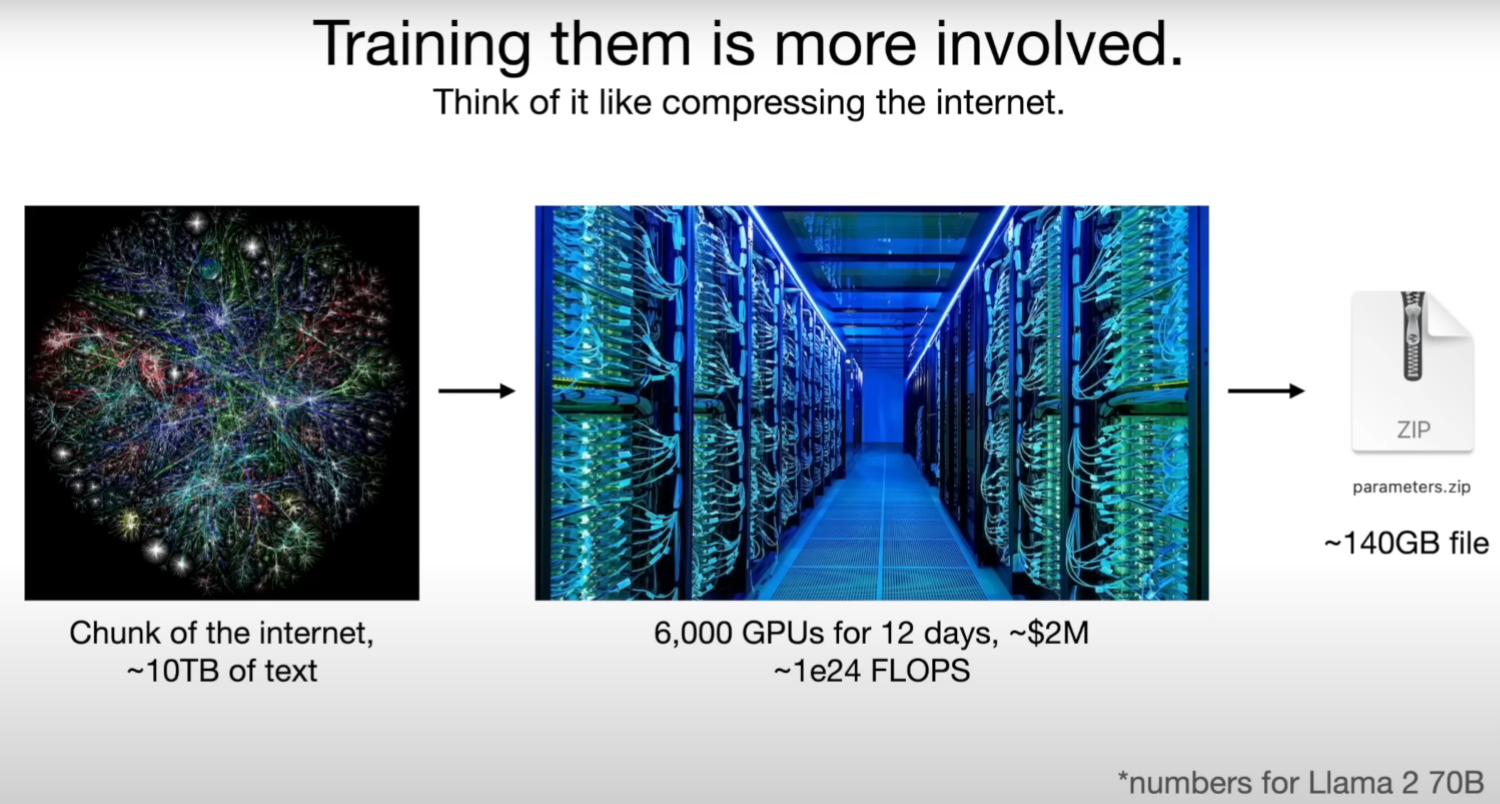 Training them is more involved.
Think of it like compressing the internet.
Chunk of the internet,
~10TB of text
6,000 GPUs for 12 days, ~$2M
~1e24 FLOPS
ZIP
parameters.zip
~140GB file
*numbers for Llama 2 70B